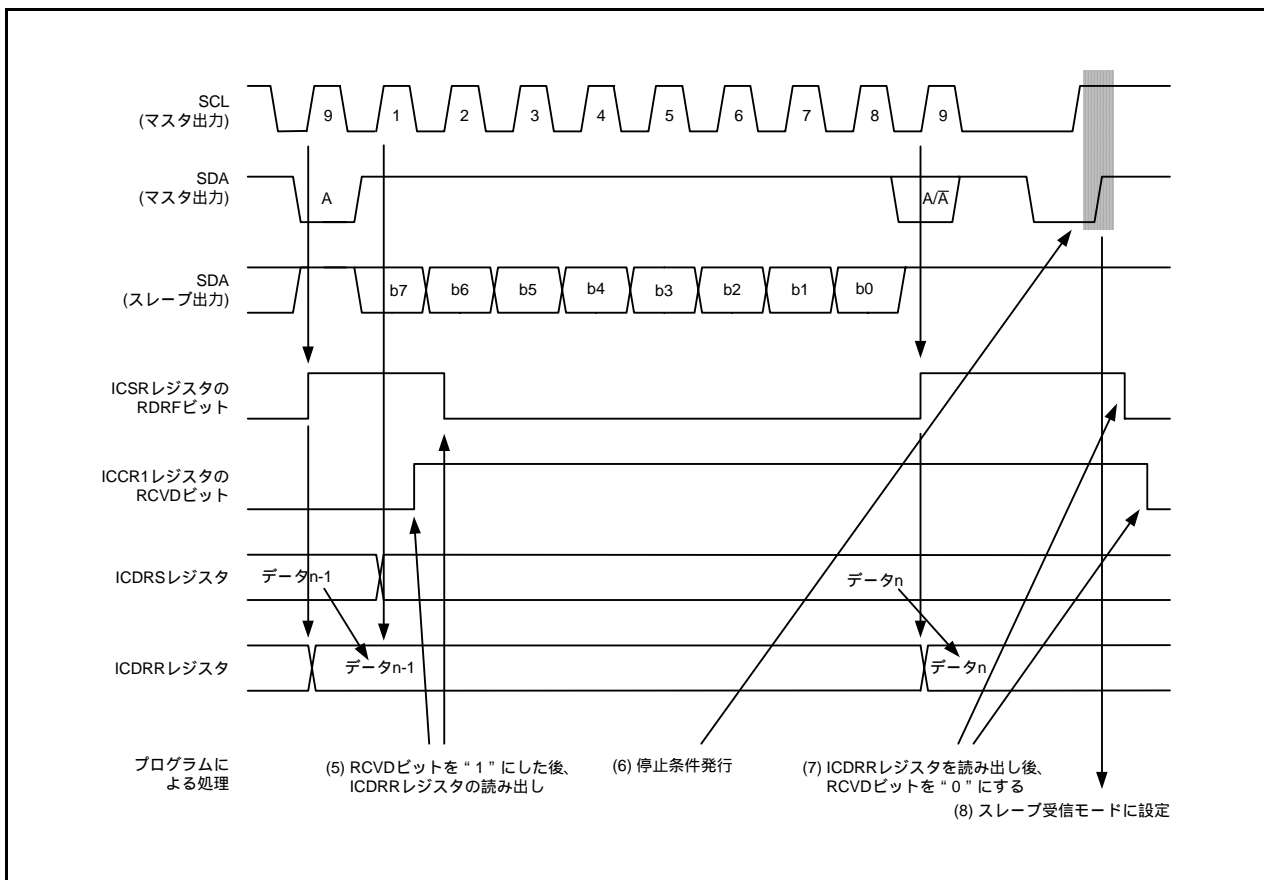 SCL
(マスタ出力)
9 1 2 3 4 5 6 7 8 9
SDA
(マスタ出力)
A
A/A̅
SDA
(スレーブ出力)
b7 b6 b5 b4 b3 b2 b1 b0
ICSRレジスタの
RDRFビット
ICCR1レジスタの
RCVDビット
ICDRSレジスタ
データn-1
データn
ICDRRレジスタ
データn-1
データn
プログラムに
よる処理
(5) RCVDビットを“1”にした後、
ICDRRレジスタの読み出し
(6) 停止条件発行
(7) ICDRRレジスタを読み出し後、
RCVDビットを“0”にする
(8) スレーブ受信モードに設定